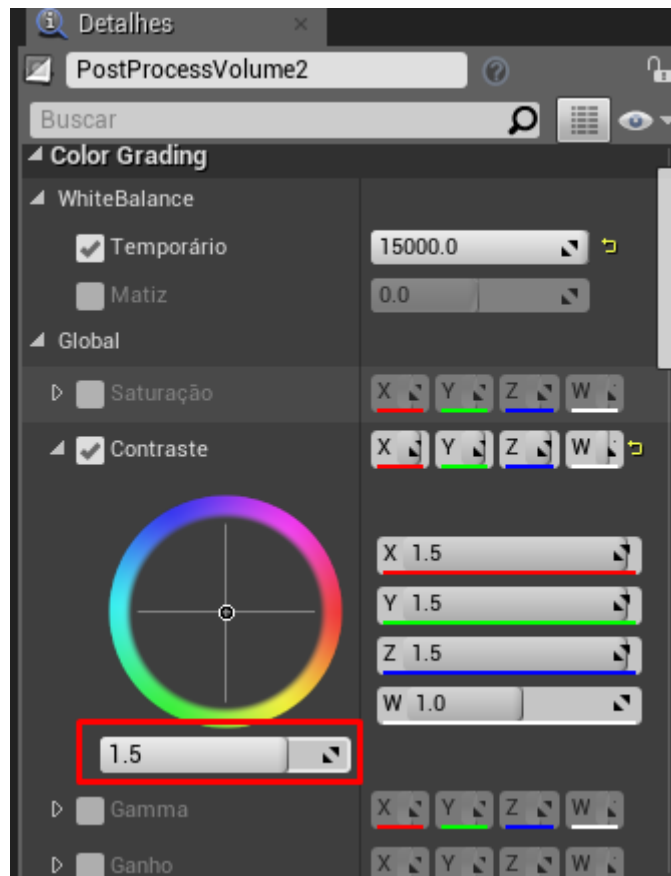 Detalhes
PostProcessVolume2
Buscar
Color Grading
WhiteBalance
Temporário 15000.0
Matiz 0.0
Global
Saturação X Y Z W
Contraste X Y Z W
X 1.5
Y 1.5
Z 1.5
W 1.0
1.5
Gamma X Y Z W
Ganho X Y Z W